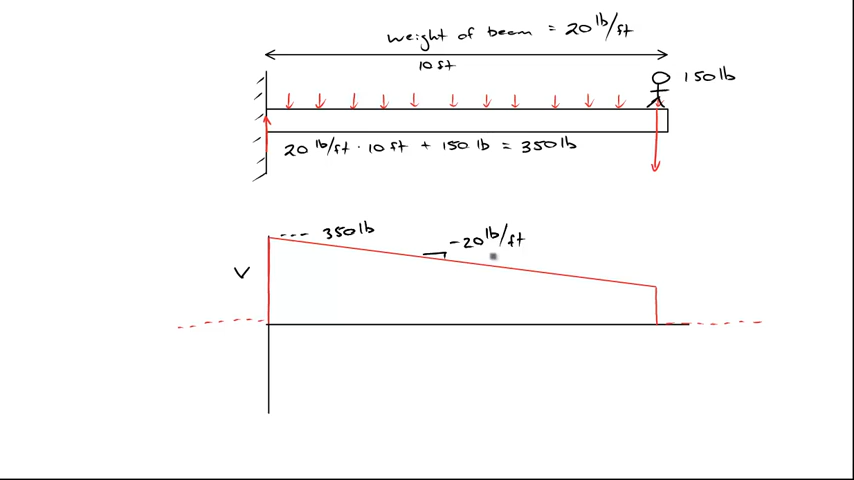 weight of beam = 20 lb/ft
10 ft
150 lb
20 lb/ft · 10 ft + 150 lb = 350 lb
350 lb
-20 lb/ft
V